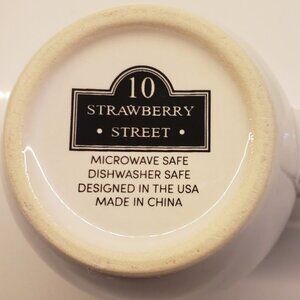 10
STRAWBERRY
• STREET •
MICROWAVE SAFE
DISHWASHER SAFE
DESIGNED IN THE USA
MADE IN CHINA